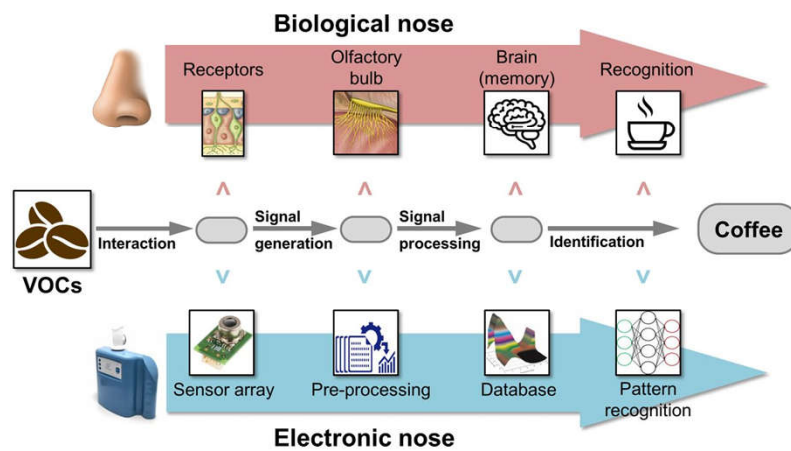 Biological nose
Receptors
Olfactory
bulb
Brain
(memory)
Recognition
VOCs
Interaction
Signal
generation
Signal
processing
Identification
Coffee
Sensor array
Pre-processing
Database
Pattern
recognition
Electronic nose